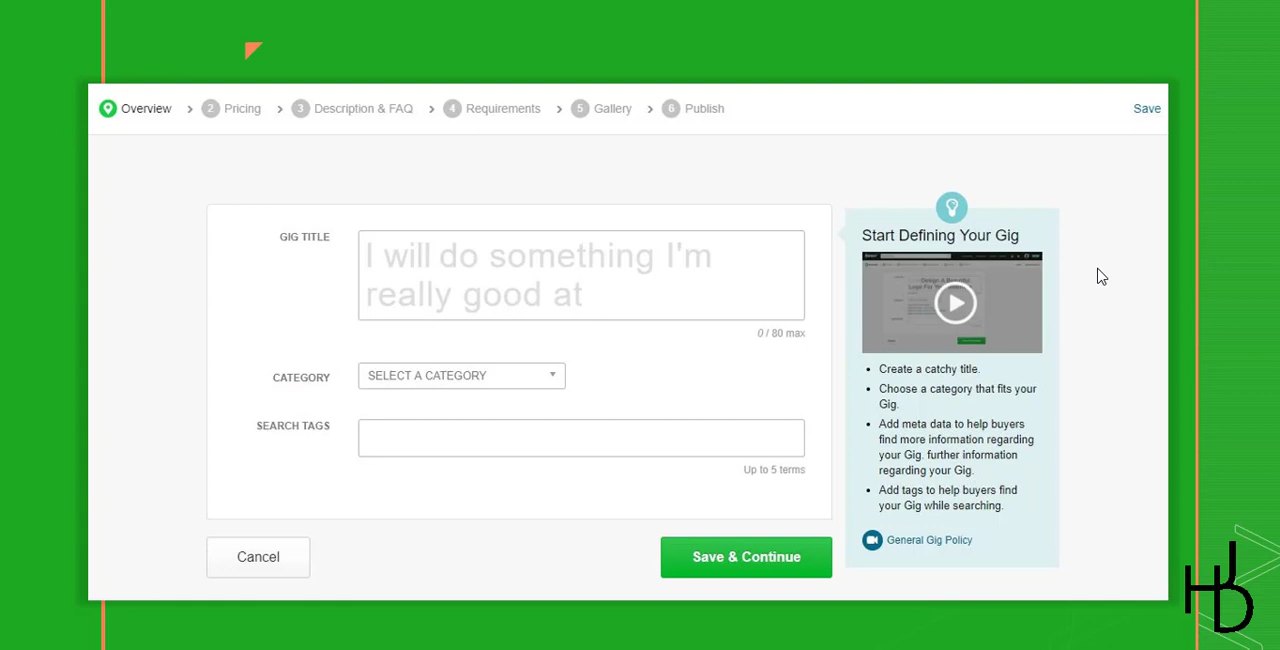 Overview > 2 Pricing > 3 Description & FAQ > 4 Requirements > 5 Gallery > 6 Publish Save
GIG TITLE
I will do something I'm
really good at
0 / 80 max
CATEGORY
SELECT A CATEGORY
SEARCH TAGS
Up to 5 terms
Cancel
Save & Continue
Start Defining Your Gig
Create a catchy title.
Choose a category that fits your
Gig.
Add meta data to help buyers
find more information regarding
your Gig, further information
regarding your Gig.
Add tags to help buyers find
your Gig while searching.
General Gig Policy